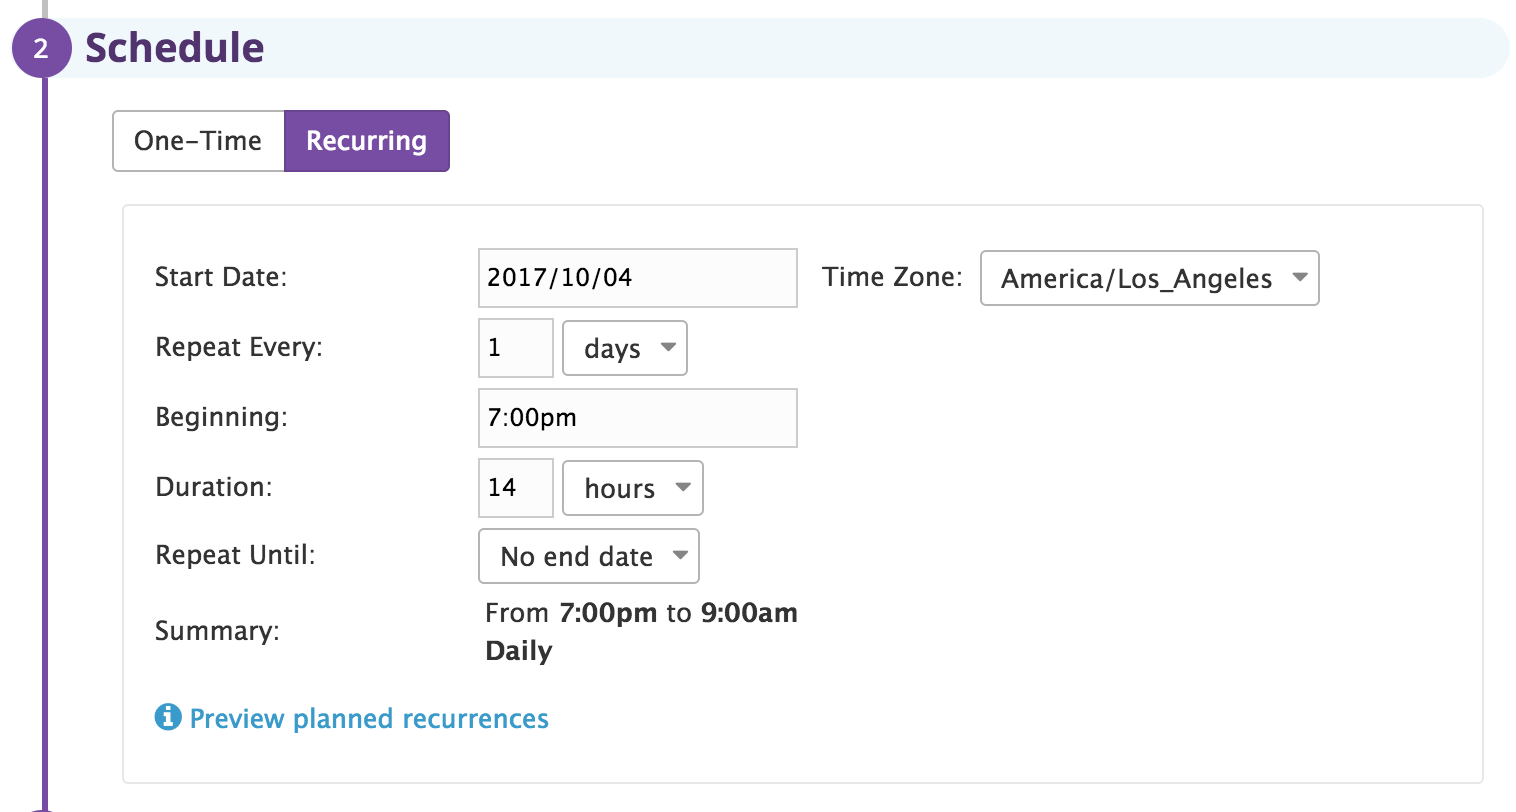 2 Schedule
One-Time Recurring
Start Date: 2017/10/04 Time Zone: America/Los_Angeles
Repeat Every: 1 days
Beginning: 7:00pm
Duration: 14 hours
Repeat Until: No end date
Summary: From 7:00pm to 9:00am
Daily
Preview planned recurrences